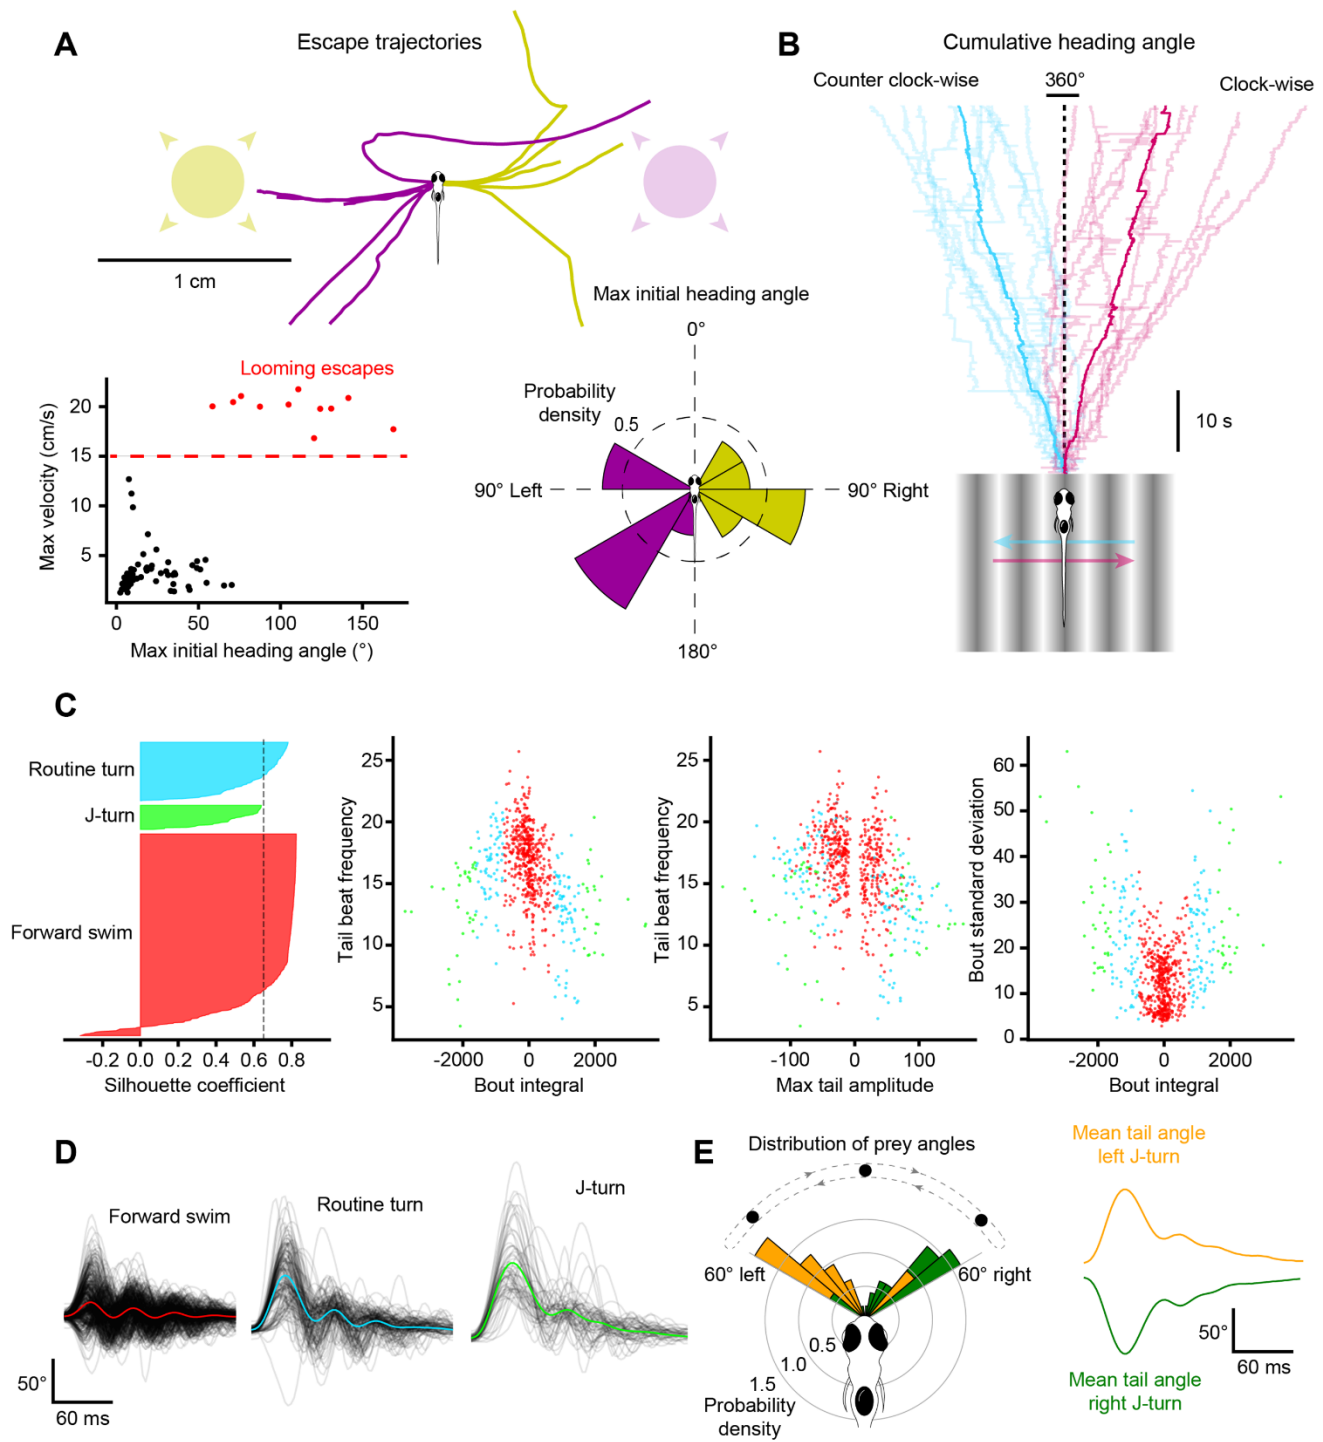 A
Escape trajectories
1 cm
Looming escapes
Max velocity (cm/s)
20
15
10
5
0
50
100
150
Max initial heading angle (°)
Max initial heading angle
0°
Probability
density
0.5
90° Left
90° Right
180°
B
Cumulative heading angle
Counter clock-wise
360°
Clock-wise
10 s
C
Routine turn
J-turn
Forward swim
-0.2
0.0
0.2
0.4
0.6
0.8
Silhouette coefficient
Tail beat frequency
25
20
15
10
5
-2000
0
2000
Bout integral
Tail beat frequency
25
20
15
10
5
-100
0
100
Max tail amplitude
Bout standard deviation
60
50
40
30
20
10
0
-2000
0
2000
Bout integral
D
Forward swim
Routine turn
J-turn
50°
60 ms
E
Distribution of prey angles
60° left
60° right
0.5
1.0
1.5
Probability
density
Mean tail angle
left J-turn
50°
60 ms
Mean tail angle
right J-turn